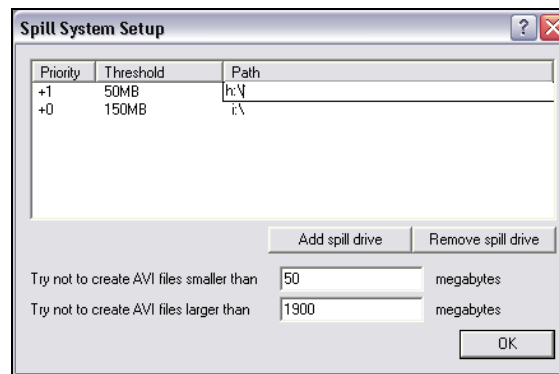 Spill System Setup
Priority Threshold Path
+1 50MB h:\
+0 150MB i:\
Add spill drive Remove spill drive
Try not to create AVI files smaller than 50 megabytes
Try not to create AVI files larger than 1900 megabytes
OK